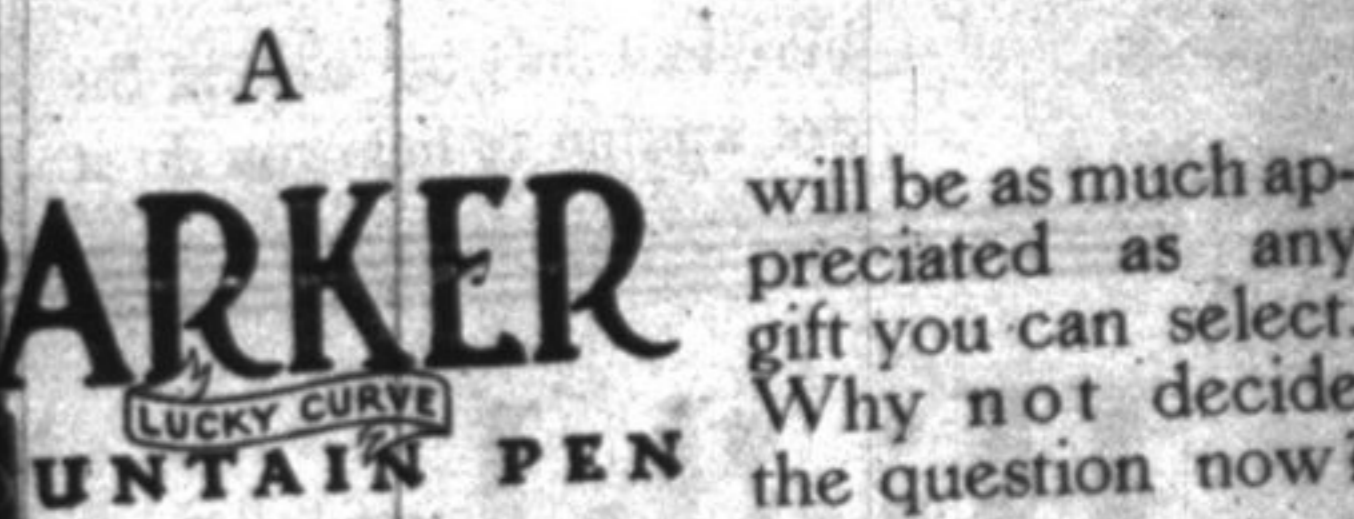 A
ARKER
LUCKY CURVE
UNTAIN PEN
will be as much ap-
preciated as any
gift you can select.
Why not decide
the question now?